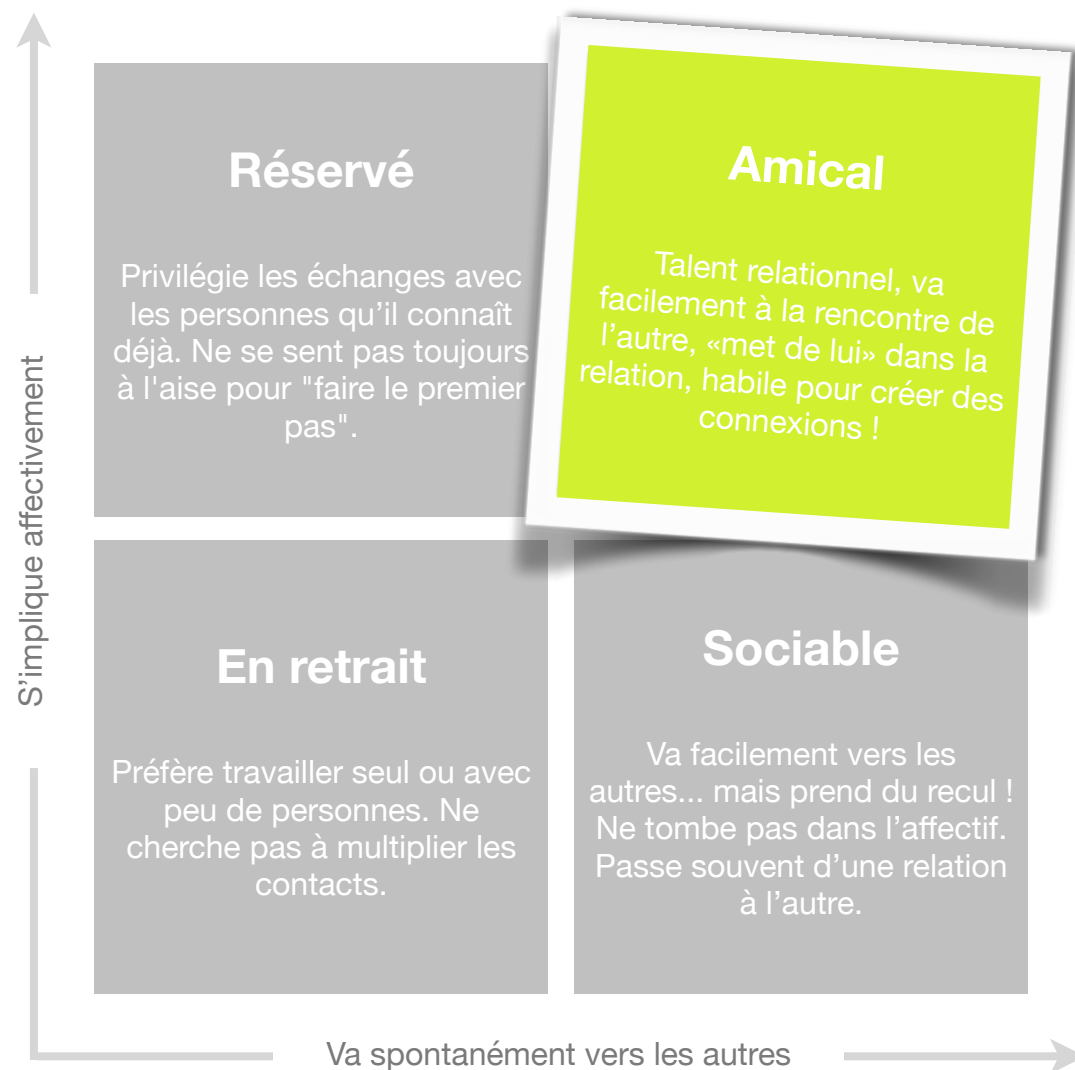 Réservé
Privilégie les échanges avec
les personnes qu’il connaît
déjà. Ne se sent pas toujours
à l'aise pour "faire le premier
pas".
Amical
Talent relationnel, va
facilement à la rencontre de
l’autre, «met de lui» dans la
relation, habile pour créer des
connexions !
S’implique affectivement
En retrait
Préfère travailler seul ou avec
peu de personnes. Ne
cherche pas à multiplier les
contacts.
Sociable
Va facilement vers les
autres... mais prend du recul !
Ne tombe pas dans l’affectif.
Passe souvent d’une relation
à l’autre.
Va spontanément vers les autres